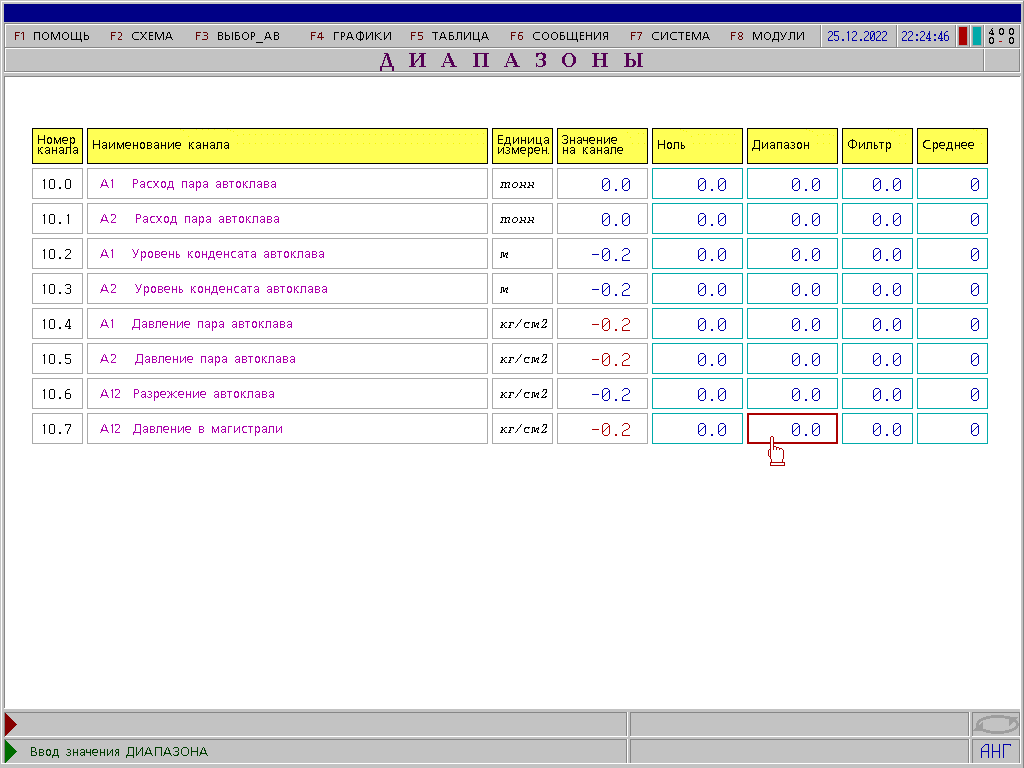 F1 ПОМОЩЬ F2 СХЕМА F3 ВЫБОР_АВ F4 ГРАФИКИ F5 ТАБЛИЦА F6 СООБЩЕНИЯ F7 СИСТЕМА F8 МОДУЛИ 25.12.2022 22:24:46 400
0-0
ДИАПАЗОНЫ
Номер канала Наименование канала Единица измерен. Значение на канале Ноль Диапазон Фильтр Среднее
10.0 А1 Расход пара автоклава тонн 0.0 0.0 0.0 0.0 0
10.1 А2 Расход пара автоклава тонн 0.0 0.0 0.0 0.0 0
10.2 А1 Уровень конденсата автоклава м -0.2 0.0 0.0 0.0 0
10.3 А2 Уровень конденсата автоклава м -0.2 0.0 0.0 0.0 0
10.4 А1 Давление пара автоклава кг/см2 -0.2 0.0 0.0 0.0 0
10.5 А2 Давление пара автоклава кг/см2 -0.2 0.0 0.0 0.0 0
10.6 А12 Разрежение автоклава кг/см2 -0.2 0.0 0.0 0.0 0
10.7 А12 Давление в магистрали кг/см2 -0.2 0.0 0.0 0.0 0
Ввод значения ДИАПАЗОНА АНГ